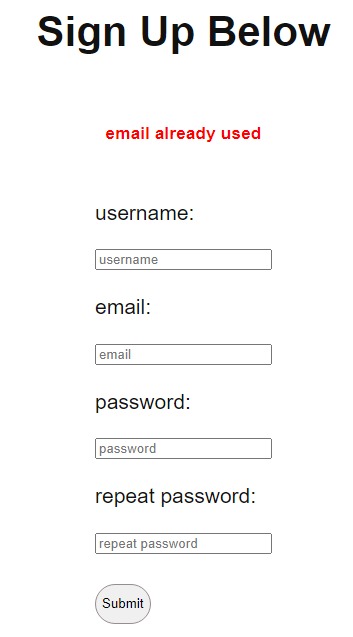 Sign Up Below
email already used
username:
username
email:
email
password:
password
repeat password:
repeat password
Submit